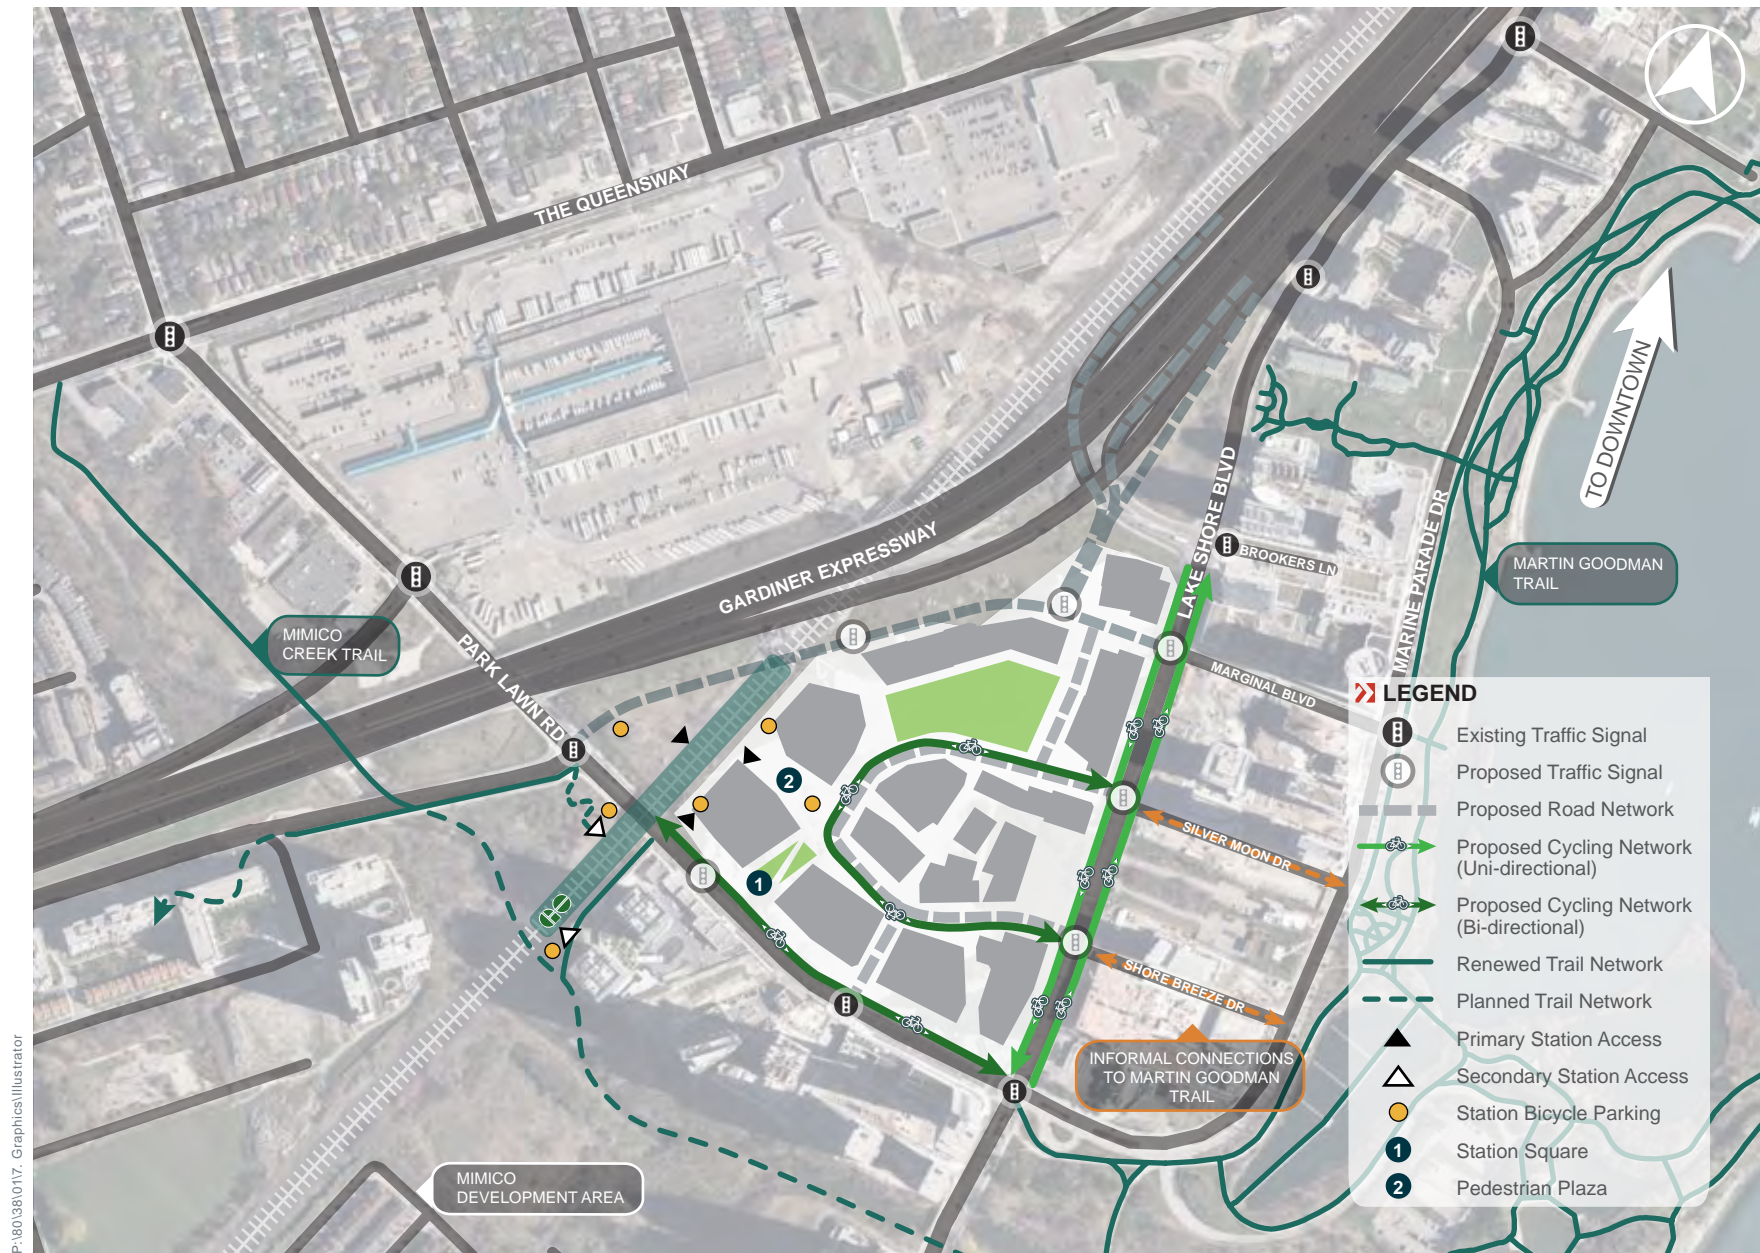 THE QUEENSWAY
TO DOWNTOWN
LAKE SHORE BLVD
MARINE PARADE DR
BROOKERS LN
MARTIN GOODMAN
TRAIL
GARDINER EXPRESSWAY
MIMICO
CREEK TRAIL
PARK LAWN RD
MARGINAL BLVD
SILVER MOON DR
SHORE BREEZE DR
2
1
INFORMAL CONNECTIONS
TO MARTIN GOODMAN
TRAIL
MIMICO
DEVELOPMENT AREA
LEGEND
Existing Traffic Signal
Proposed Traffic Signal
Proposed Road Network
Proposed Cycling Network
(Uni-directional)
Proposed Cycling Network
(Bi-directional)
Renewed Trail Network
Planned Trail Network
Primary Station Access
Secondary Station Access
Station Bicycle Parking
1 Station Square
2 Pedestrian Plaza
P:\80\38\01\7. Graphics\Illustrator